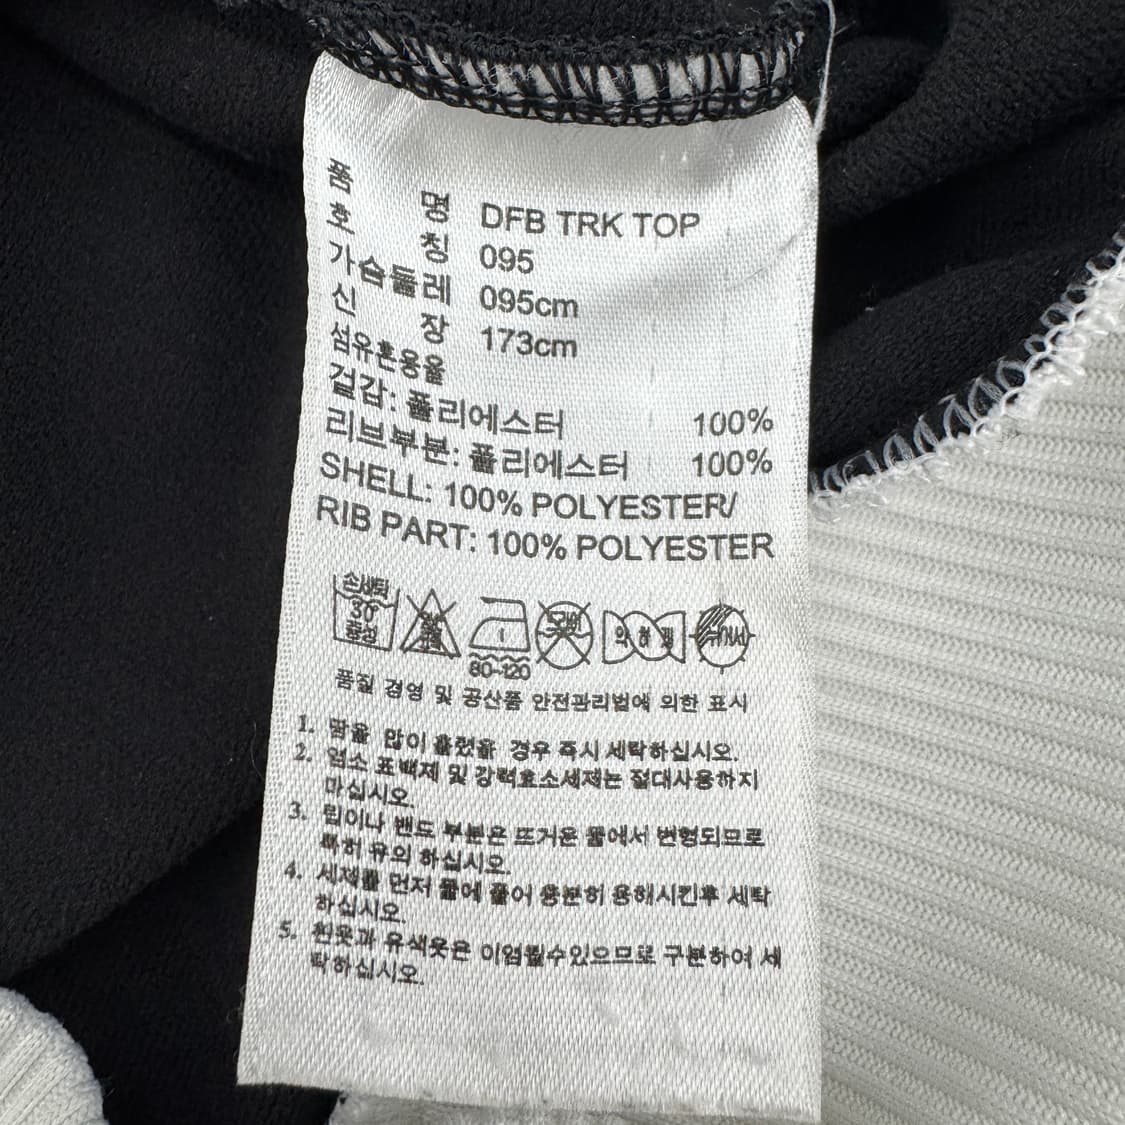 품 명 DFB TRK TOP
호 칭 095
가슴둘레 095cm
신 장 173cm
섬유혼용율
겉감: 폴리에스터 100%
리브부분: 폴리에스터 100%
SHELL: 100% POLYESTER/
RIB PART: 100% POLYESTER
손세탁
30°
중성
80~120
약하게
품질 경영 및 공산품 안전관리법에 의한 표시
1. 땀을 많이 흘렸을 경우 즉시 세탁하십시오.
2. 염소 표백제 및 강력효소세제는 절대사용하지
마십시오.
3. 립이나 밴드 부분은 뜨거운 물에서 변형되므로
특히 유의 하십시오.
4. 세제를 먼저 물에 풀어 충분히 용해시킨후 세탁
하십시오.
5. 흰옷과 유색옷은 이염될수있으므로 구분하여 세
탁하십시오.